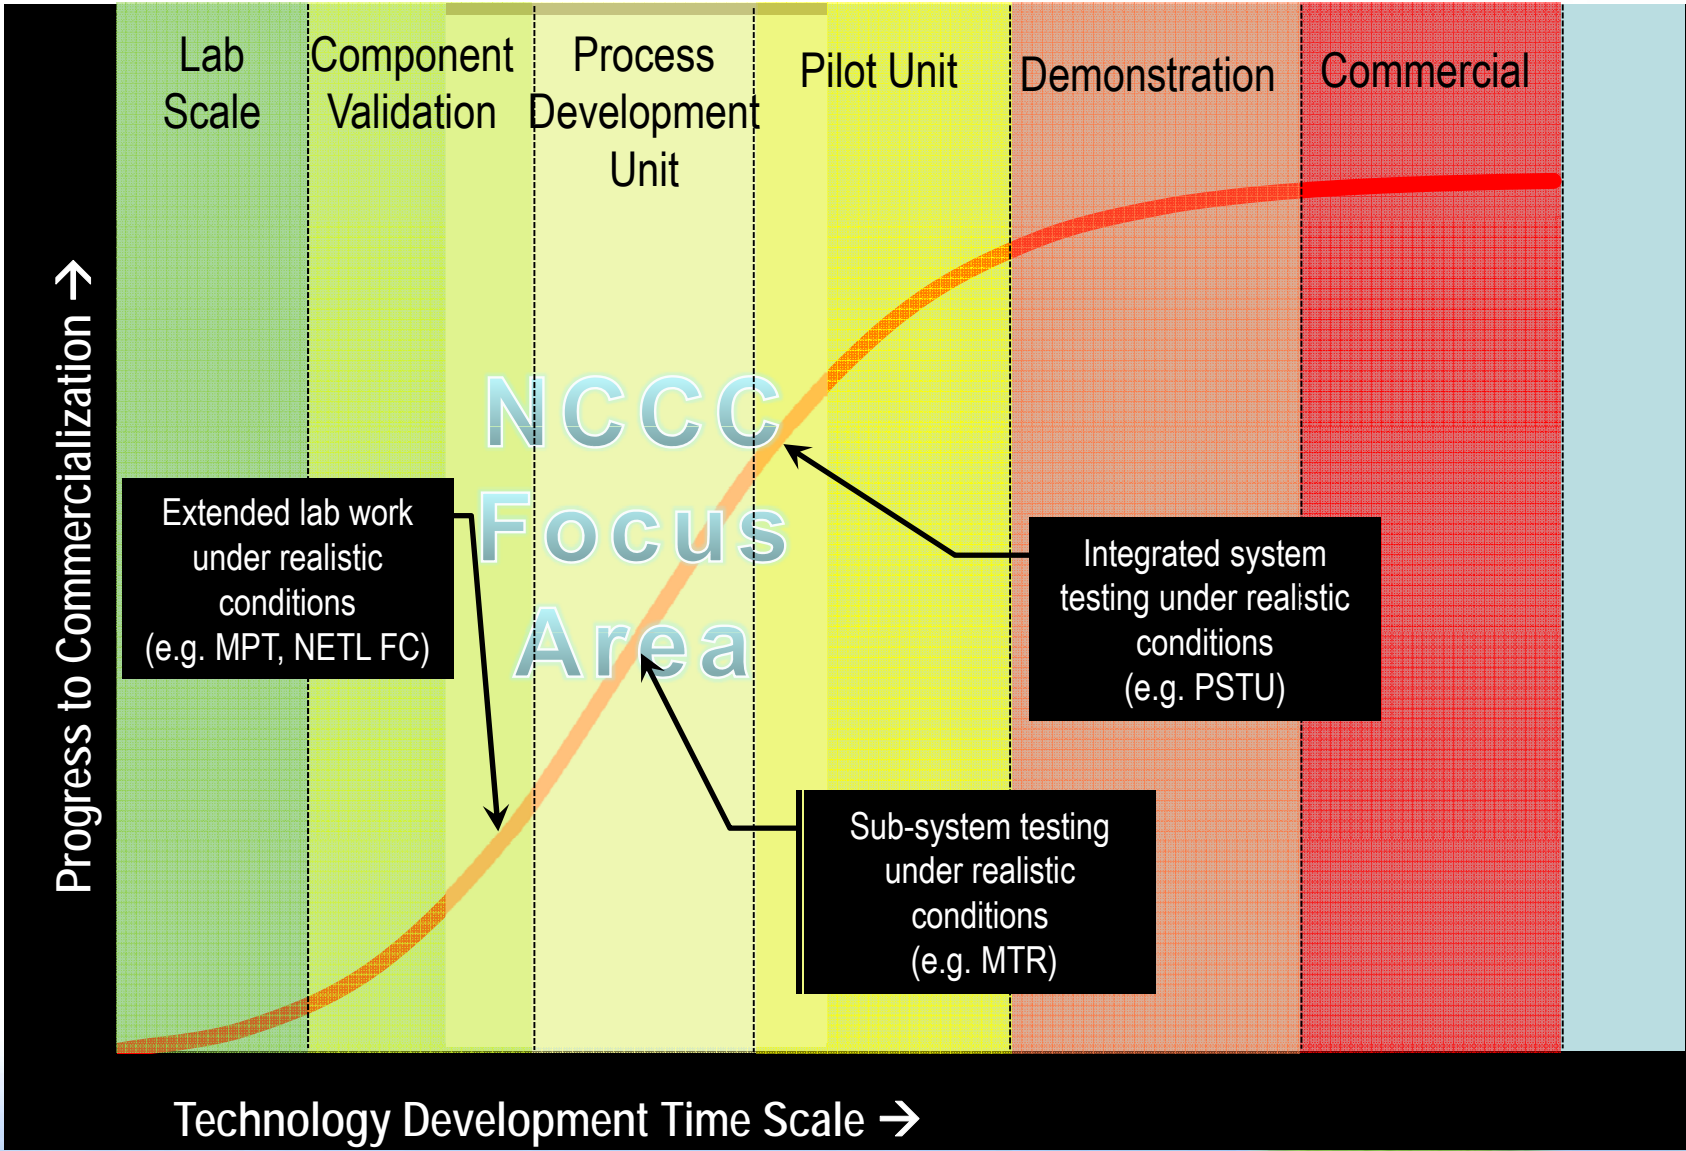 Lab
Scale
Component
Validation
Process
Development
Unit
Pilot Unit
Demonstration
Commercial
Progress to Commercialization →
NCCC
Focus
Area
Extended lab work
under realistic
conditions
(e.g. MPT, NETL FC)
Integrated system
testing under realistic
conditions
(e.g. PSTU)
Sub-system testing
under realistic
conditions
(e.g. MTR)
Technology Development Time Scale →